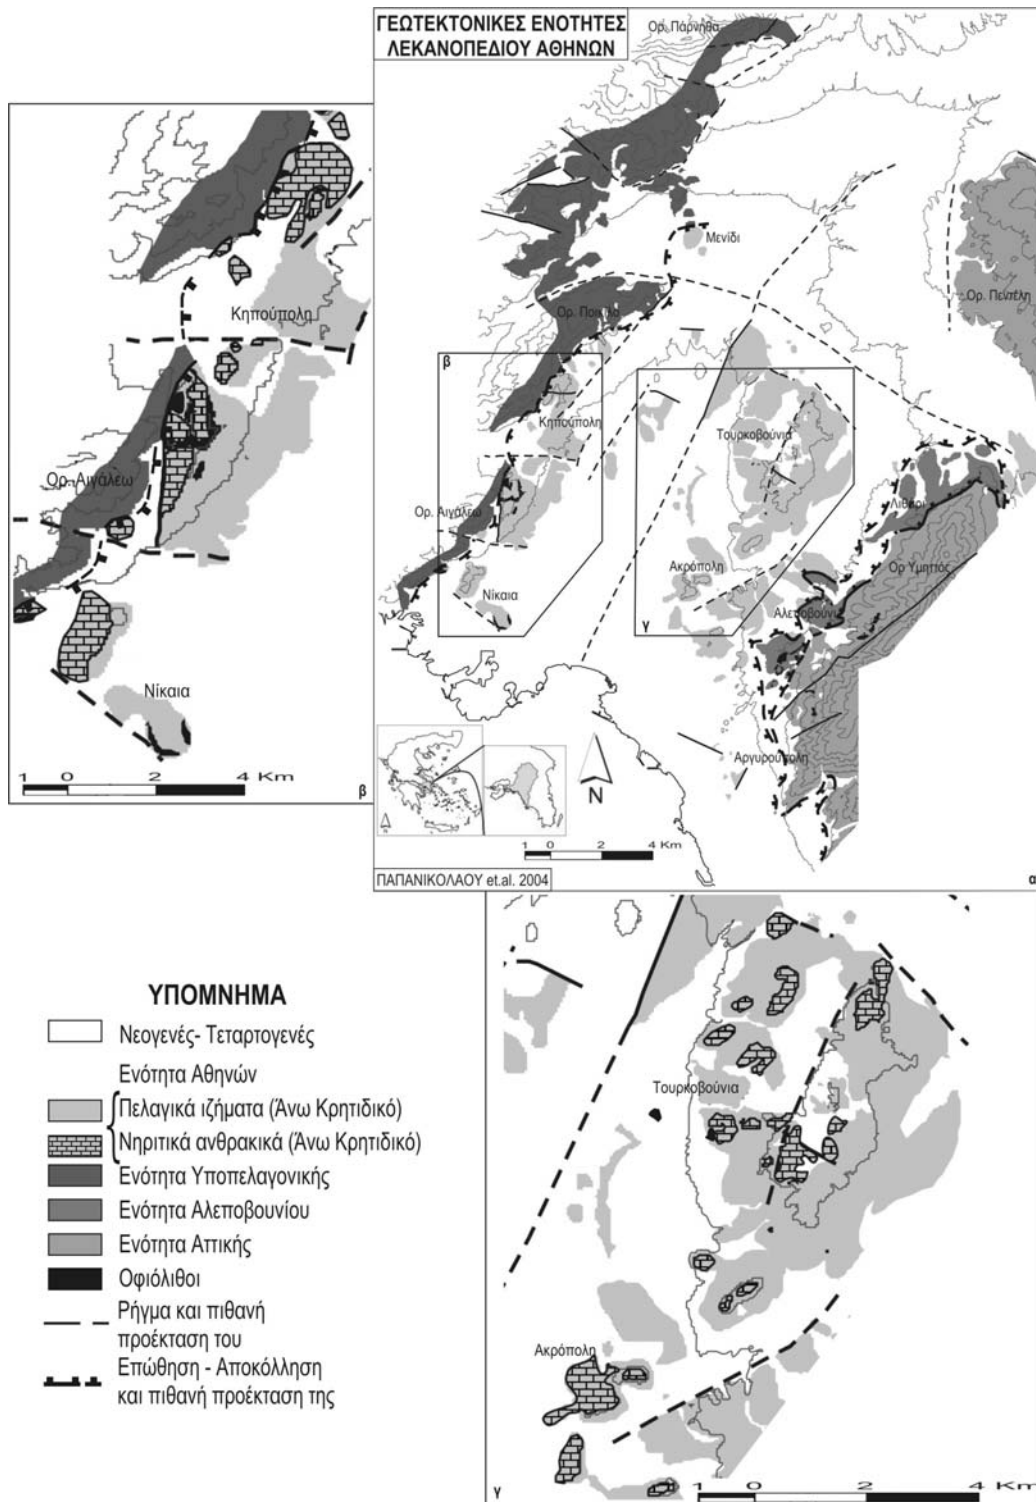 ΓΕΩΤΕΚΤΟΝΙΚΕΣ ΕΝΟΤΗΤΕΣ
ΛΕΚΑΝΟΠΕΔΙΟΥ ΑΘΗΝΩΝ
Ορ. Πάρνηθα
Μενίδι
Ορ. Πεντέλη
Ορ. Ποικίλο
β
Κηπούπολη
Τουρκοβούνια
Ορ. Αιγάλεω
Ακρόπολη
Νίκαια
γ
Λιθάρι
Ορ Υμηττός
Αλεποβούνι
Αργυρούπολη
N
N
1 0 2 4 Km
ΠΑΠΑΝΙΚΟΛΑΟΥ et.al. 2004
α
Κηπούπολη
Ορ. Αιγάλεω
Νίκαια
1 0 2 4 Km
β
ΥΠΟΜΝΗΜΑ
Νεογενές- Τεταρτογενές
Ενότητα Αθηνών
Πελαγικά ιζήματα (Άνω Κρητιδικό)
Νηριτικά ανθρακικά (Άνω Κρητιδικό)
Ενότητα Υποπελαγονικής
Ενότητα Αλεποβουνίου
Ενότητα Αττικής
Οφιόλιθοι
Ρήγμα και πιθανή
προέκταση του
Επώθηση - Αποκόλληση
και πιθανή προέκταση της
Τουρκοβούνια
Ακρόπολη
γ
1 0 2 4 Km